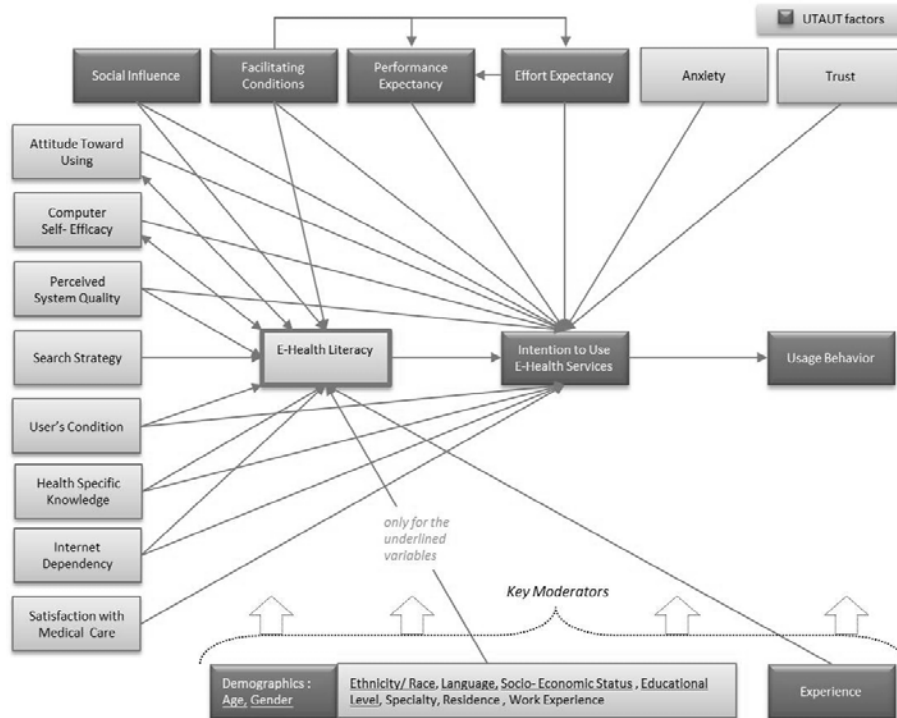 UTAUT factors
Social Influence
Facilitating
Conditions
Performance
Expectancy
Effort Expectancy
Anxiety
Trust
Attitude Toward
Using
Computer
Self- Efficacy
Perceived
System Quality
Search Strategy
User's Condition
Health Specific
Knowledge
Internet
Dependency
Satisfaction with
Medical Care
E-Health Literacy
Intention to Use
E-Health Services
Usage Behavior
only for the
underlined
variables
Key Moderators
Demographics :
Age, Gender
Ethnicity/ Race, Language, Socio- Economic Status , Educational
Level, Specialty, Residence , Work Experience
Experience